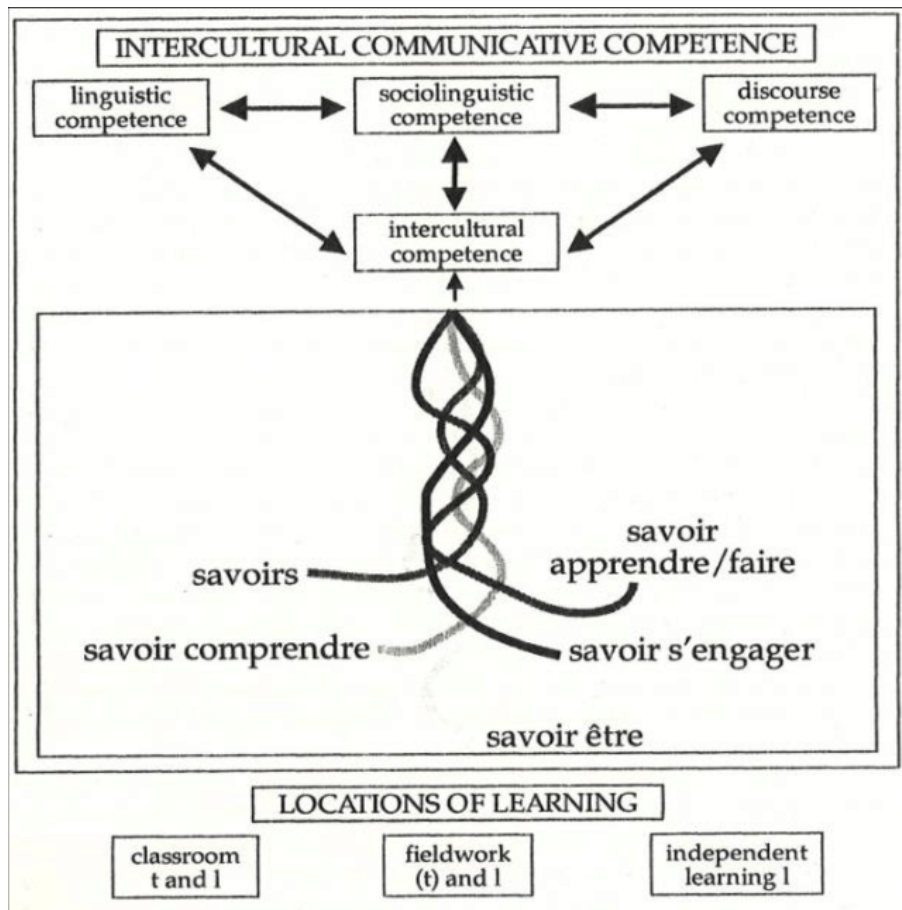 INTERCULTURAL COMMUNICATIVE COMPETENCE
linguistic
competence
sociolinguistic
competence
discourse
competence
intercultural
competence
savoirs
savoir
apprendre/faire
savoir comprendre
savoir s'engager
savoir être
LOCATIONS OF LEARNING
classroom
t and l
fieldwork
(t) and l
independent
learning l